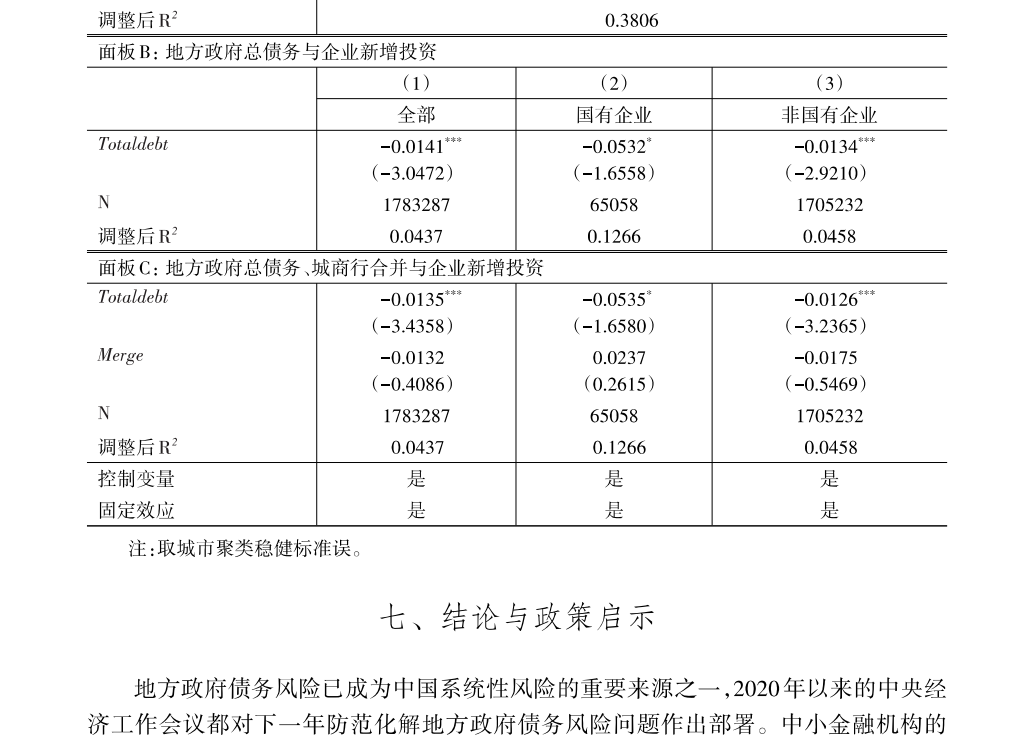 调整后 R² 0.3806
面板B：地方政府总债务与企业新增投资
（1） （2） （3）
全部 国有企业 非国有企业
Totaldebt -0.0141*** -0.0532* -0.0134***
（-3.0472） （-1.6558） （-2.9210）
N 1783287 65058 1705232
调整后 R² 0.0437 0.1266 0.0458
面板C：地方政府总债务、城商行合并与企业新增投资
Totaldebt -0.0135*** -0.0535* -0.0126***
（-3.4358） （-1.6580） （-3.2365）
Merge -0.0132 0.0237 -0.0175
（-0.4086） （0.2615） （-0.5469）
N 1783287 65058 1705232
调整后 R² 0.0437 0.1266 0.0458
控制变量 是 是 是
固定效应 是 是 是
注：取城市聚类稳健标准误。
七、结论与政策启示
地方政府债务风险已成为中国系统性风险的重要来源之一，2020年以来的中央经
济工作会议都对下一年防范化解地方政府债务风险问题作出部署。中小金融机构的